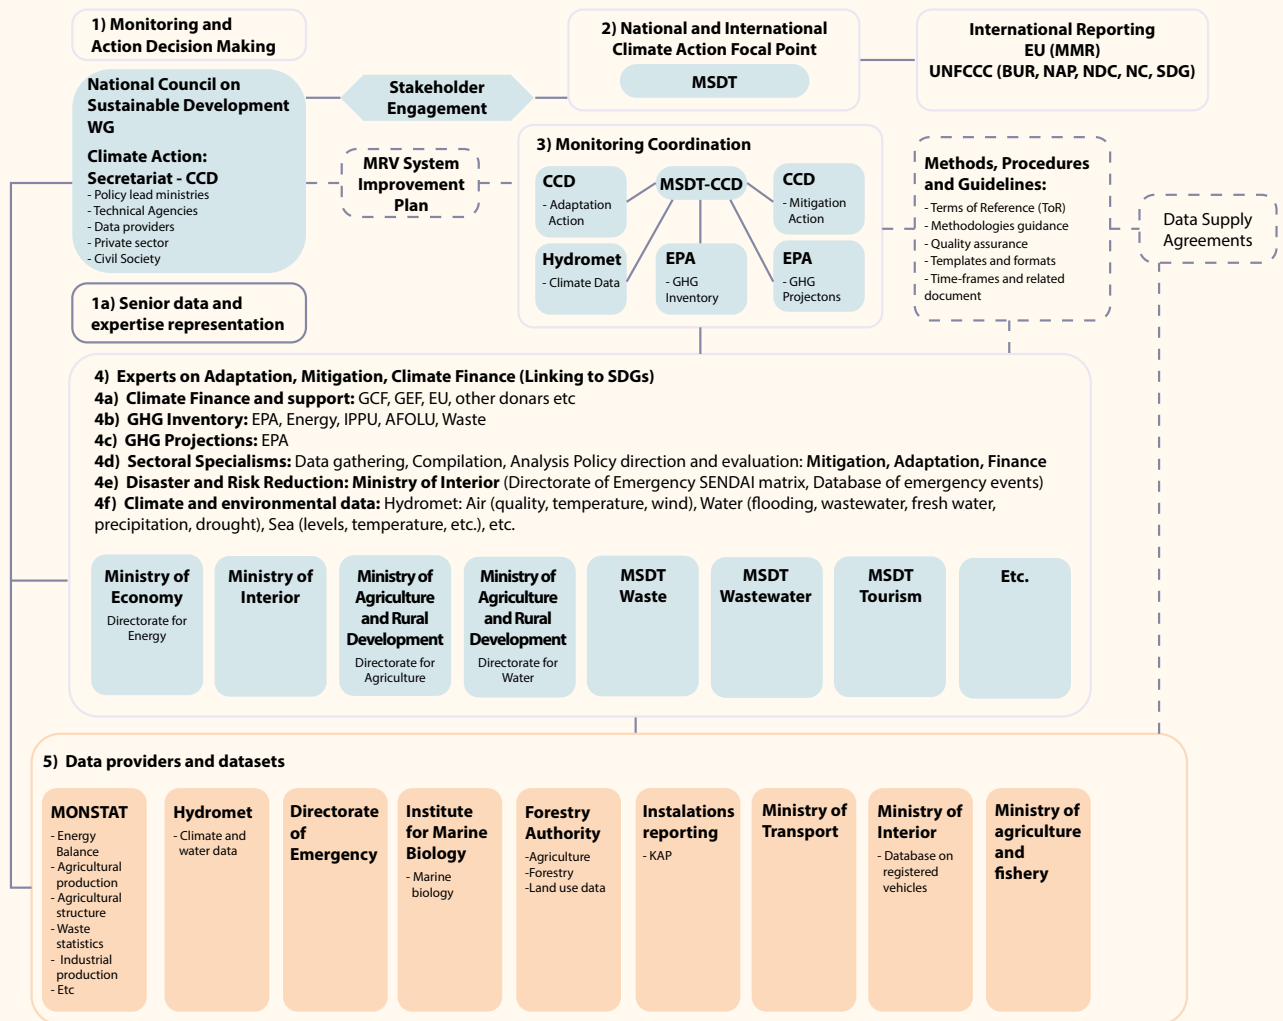 1) Monitoring and
Action Decision Making
National Council on
Sustainable Development
WG
Climate Action:
Secretariat - CCD
- Policy lead ministries
- Technical Agencies
- Data providers
- Private sector
- Civil Society
1a) Senior data and
expertise representation
Stakeholder
Engagement
MRV System
Improvement
Plan
2) National and International
Climate Action Focal Point
MSDT
International Reporting
EU (MMR)
UNFCCC (BUR, NAP, NDC, NC, SDG)
3) Monitoring Coordination
CCD
- Adaptation
Action
MSDT-CCD
CCD
- Mitigation
Action
Hydromet
- Climate Data
EPA
- GHG
Inventory
EPA
- GHG
Projectons
Methods, Procedures
and Guidelines:
- Terms of Reference (ToR)
- Methodologies guidance
- Quality assurance
- Templates and formats
- Time-frames and related
document
Data Supply
Agreements
4) Experts on Adaptation, Mitigation, Climate Finance (Linking to SDGs)
4a) Climate Finance and support: GCF, GEF, EU, other donars etc
4b) GHG Inventory: EPA, Energy, IPPU, AFOLU, Waste
4c) GHG Projections: EPA
4d) Sectoral Specialisms: Data gathering, Compilation, Analysis Policy direction and evaluation: Mitigation, Adaptation, Finance
4e) Disaster and Risk Reduction: Ministry of Interior (Directorate of Emergency SENDAI matrix, Database of emergency events)
4f) Climate and environmental data: Hydromet: Air (quality, temperature, wind), Water (flooding, wastewater, fresh water,
precipitation, drought), Sea (levels, temperature, etc.), etc.
Ministry of
Economy
Directorate for
Energy
Ministry of
Interior
Ministry of
Agriculture
and Rural
Development
Directorate for
Agriculture
Ministry of
Agriculture
and Rural
Development
Directorate for
Water
MSDT
Waste
MSDT
Wastewater
MSDT
Tourism
Etc.
5) Data providers and datasets
MONSTAT
- Energy
Balance
- Agricultural
production
- Agricultural
structure
- Waste
statistics
- Industrial
production
- Etc
Hydromet
- Climate and
water data
Directorate
of
Emergency
Institute
for Marine
Biology
- Marine
biology
Forestry
Authority
-Agriculture
-Forestry
-Land use data
Instalations
reporting
- KAP
Ministry of
Transport
Ministry of
Interior
- Database on
registered
vehicles
Ministry of
agriculture
and
fishery